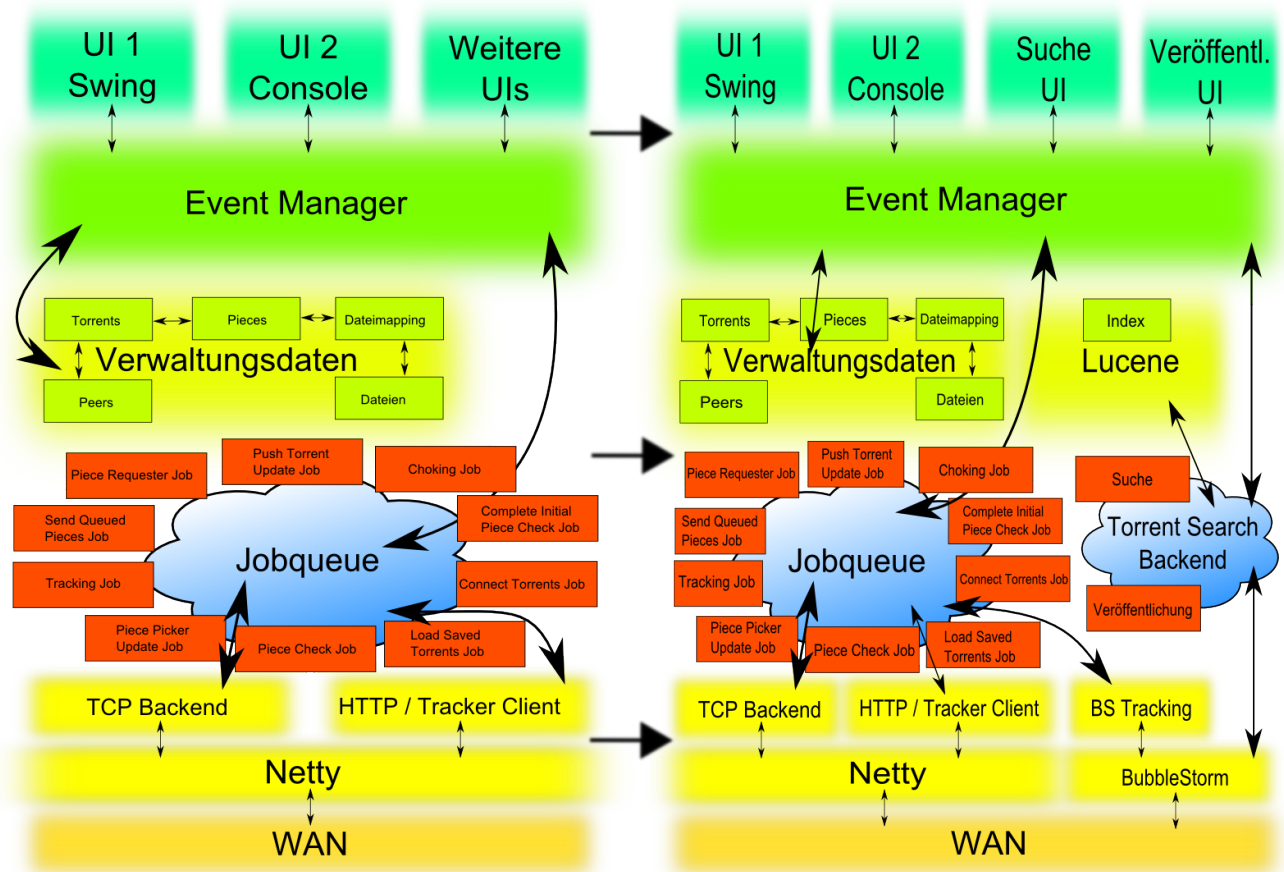 UI 1
Swing
UI 2
Console
Weitere
UIs
Event Manager
Torrents
Pieces
Dateimapping
Verwaltungsdaten
Peers
Dateien
Push Torrent
Update Job
Piece Requester Job
Choking Job
Send Queued
Pieces Job
Complete Initial
Piece Check Job
Jobqueue
Tracking Job
Connect Torrents Job
Piece Picker
Update Job
Piece Check Job
Load Saved
Torrents Job
TCP Backend
HTTP / Tracker Client
Netty
WAN
UI 1
Swing
UI 2
Console
Suche
UI
Veröffentl.
UI
Event Manager
Torrents
Pieces
Dateimapping
Index
Verwaltungsdaten
Lucene
Peers
Dateien
Push Torrent
Update Job
Piece Requester Job
Choking Job
Suche
Send Queued
Pieces Job
Complete Initial
Piece Check Job
Torrent Search
Backend
Jobqueue
Tracking Job
Connect Torrents Job
Veröffentlichung
Piece Picker
Update Job
Piece Check Job
Load Saved
Torrents Job
TCP Backend
HTTP / Tracker Client
BS Tracking
Netty
BubbleStorm
WAN